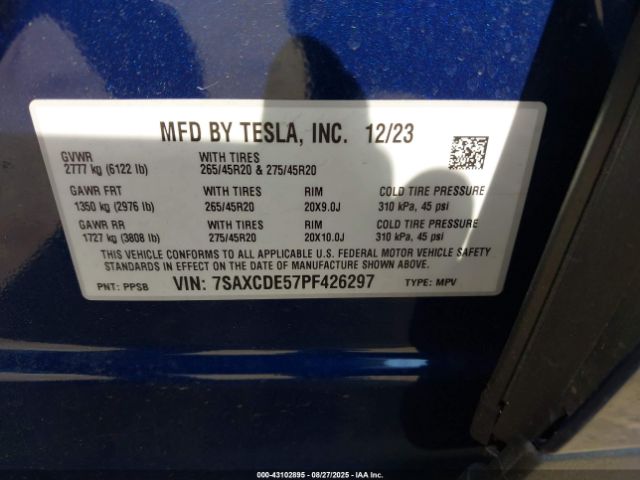 MFD BY TESLA, INC. 12/23
GVWR WITH TIRES
2777 kg (6122 lb) 265/45R20 & 275/45R20
GAWR FRT WITH TIRES RIM COLD TIRE PRESSURE
1350 kg (2976 lb) 265/45R20 20X9.0J 310 kPa, 45 psi
GAWR RR WITH TIRES RIM COLD TIRE PRESSURE
1727 kg (3808 lb) 275/45R20 20X10.0J 310 kPa, 45 psi
THIS VEHICLE CONFORMS TO ALL APPLICABLE U.S. FEDERAL MOTOR VEHICLE SAFETY
STANDARDS IN EFFECT ON THE DATE OF MANUFACTURE SHOWN ABOVE.
PNT: PPSB VIN: 7SAXCDE57PF426297 TYPE: MPV
000-43102895 - 08/27/2025 - IAA Inc.